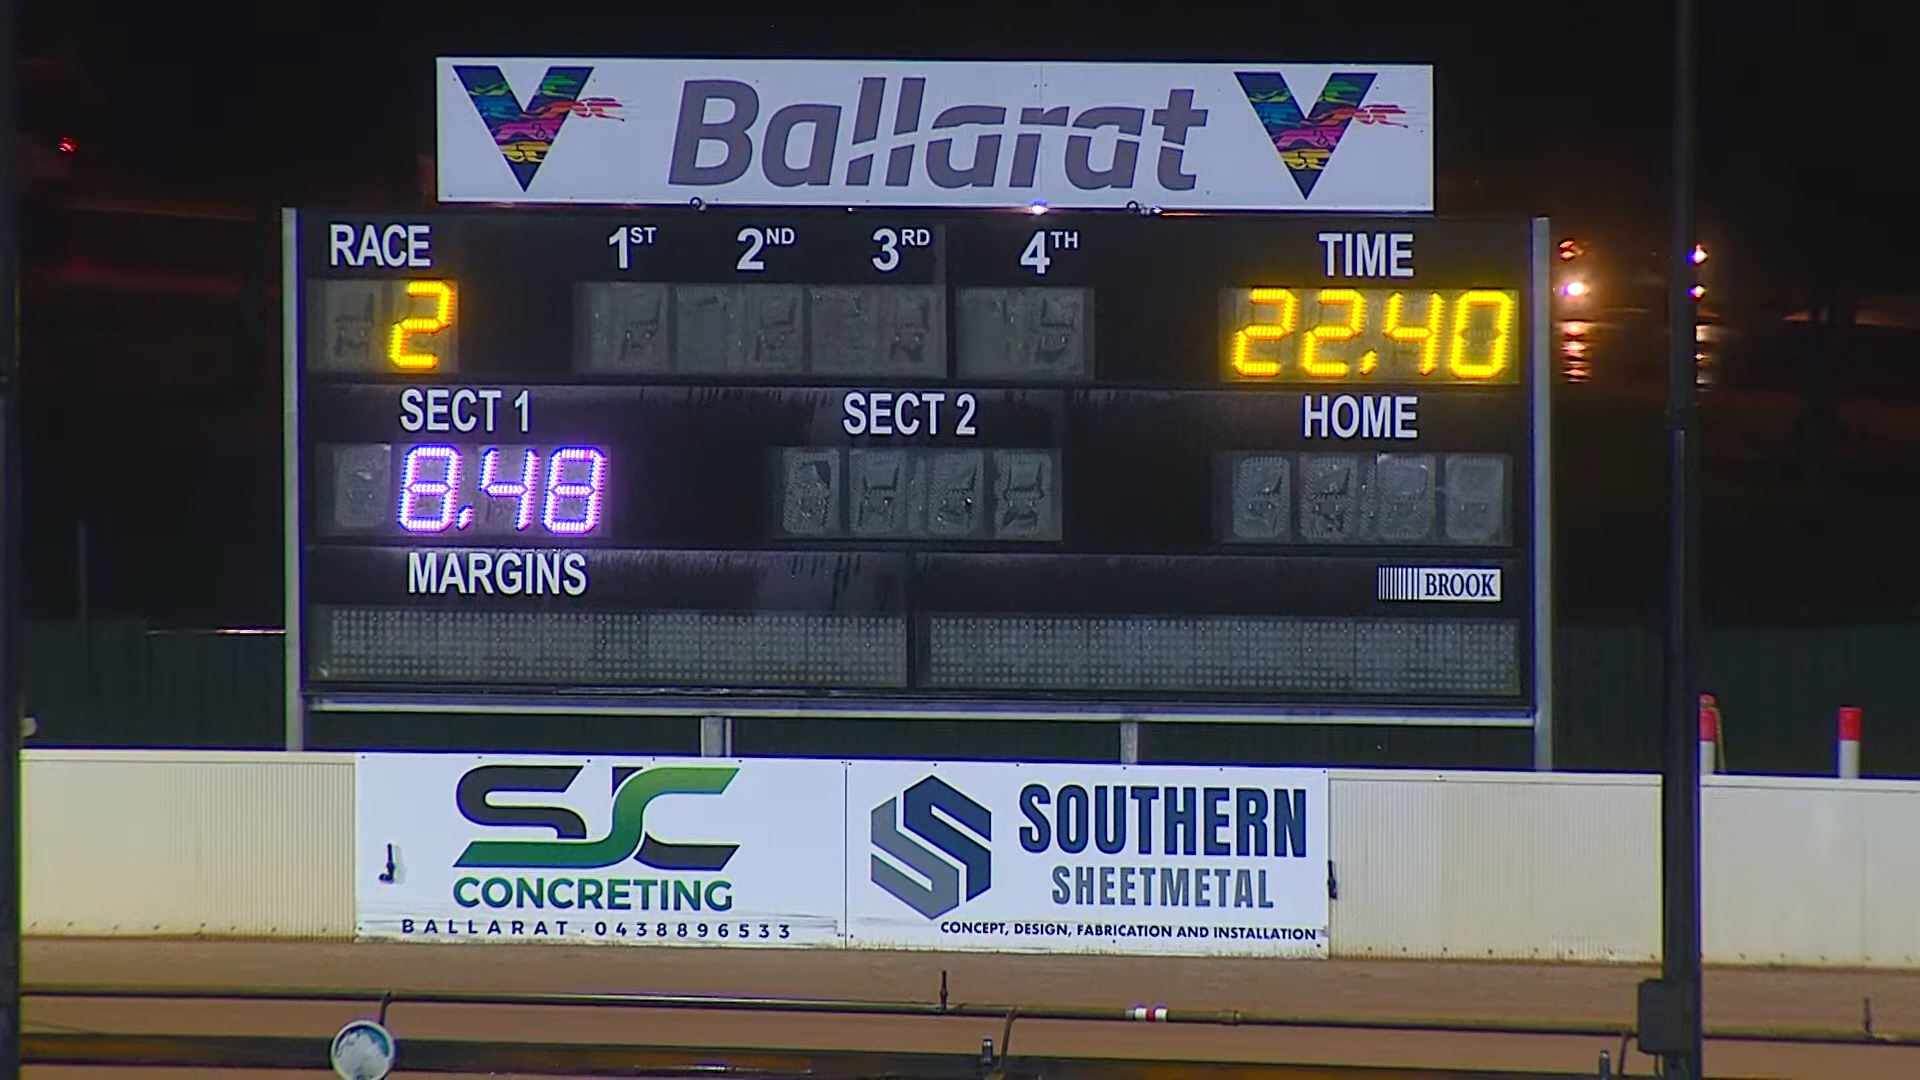 Ballarat
RACE 1ST 2ND 3RD 4TH TIME
2 22.40
SECT 1 SECT 2 HOME
8.48
MARGINS
BROOK
SJC
CONCRETING
BALLARAT · 0438896533
SOUTHERN
SHEETMETAL
CONCEPT, DESIGN, FABRICATION AND INSTALLATION